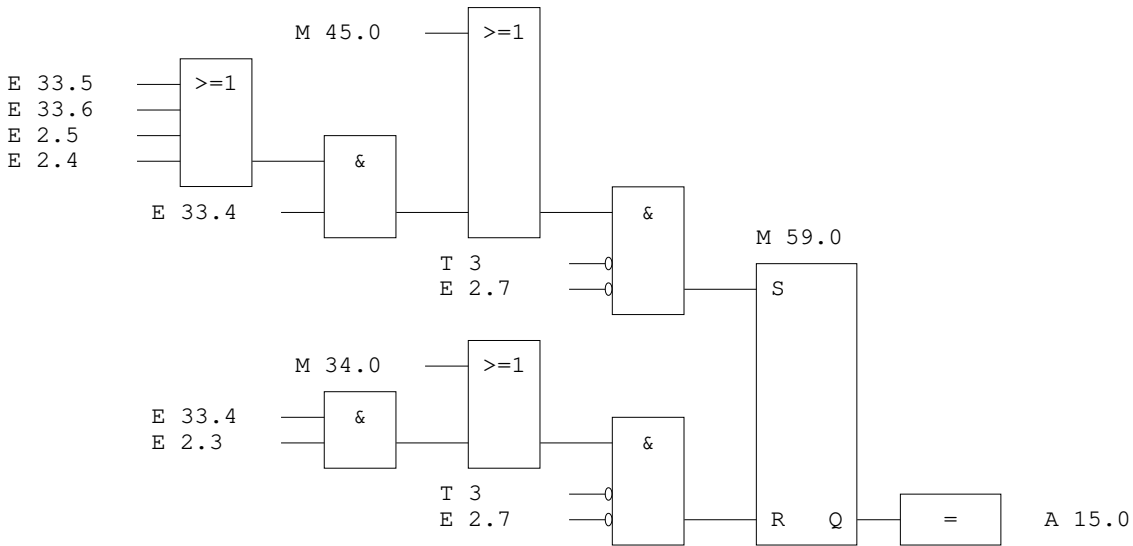 M 45.0 >=1
E 33.5 >=1
E 33.6
E 2.5
E 2.4 &
E 33.4 &
M 59.0
T 3
E 2.7 S
M 34.0 >=1
E 33.4 &
E 2.3 &
T 3
E 2.7 R Q = A 15.0